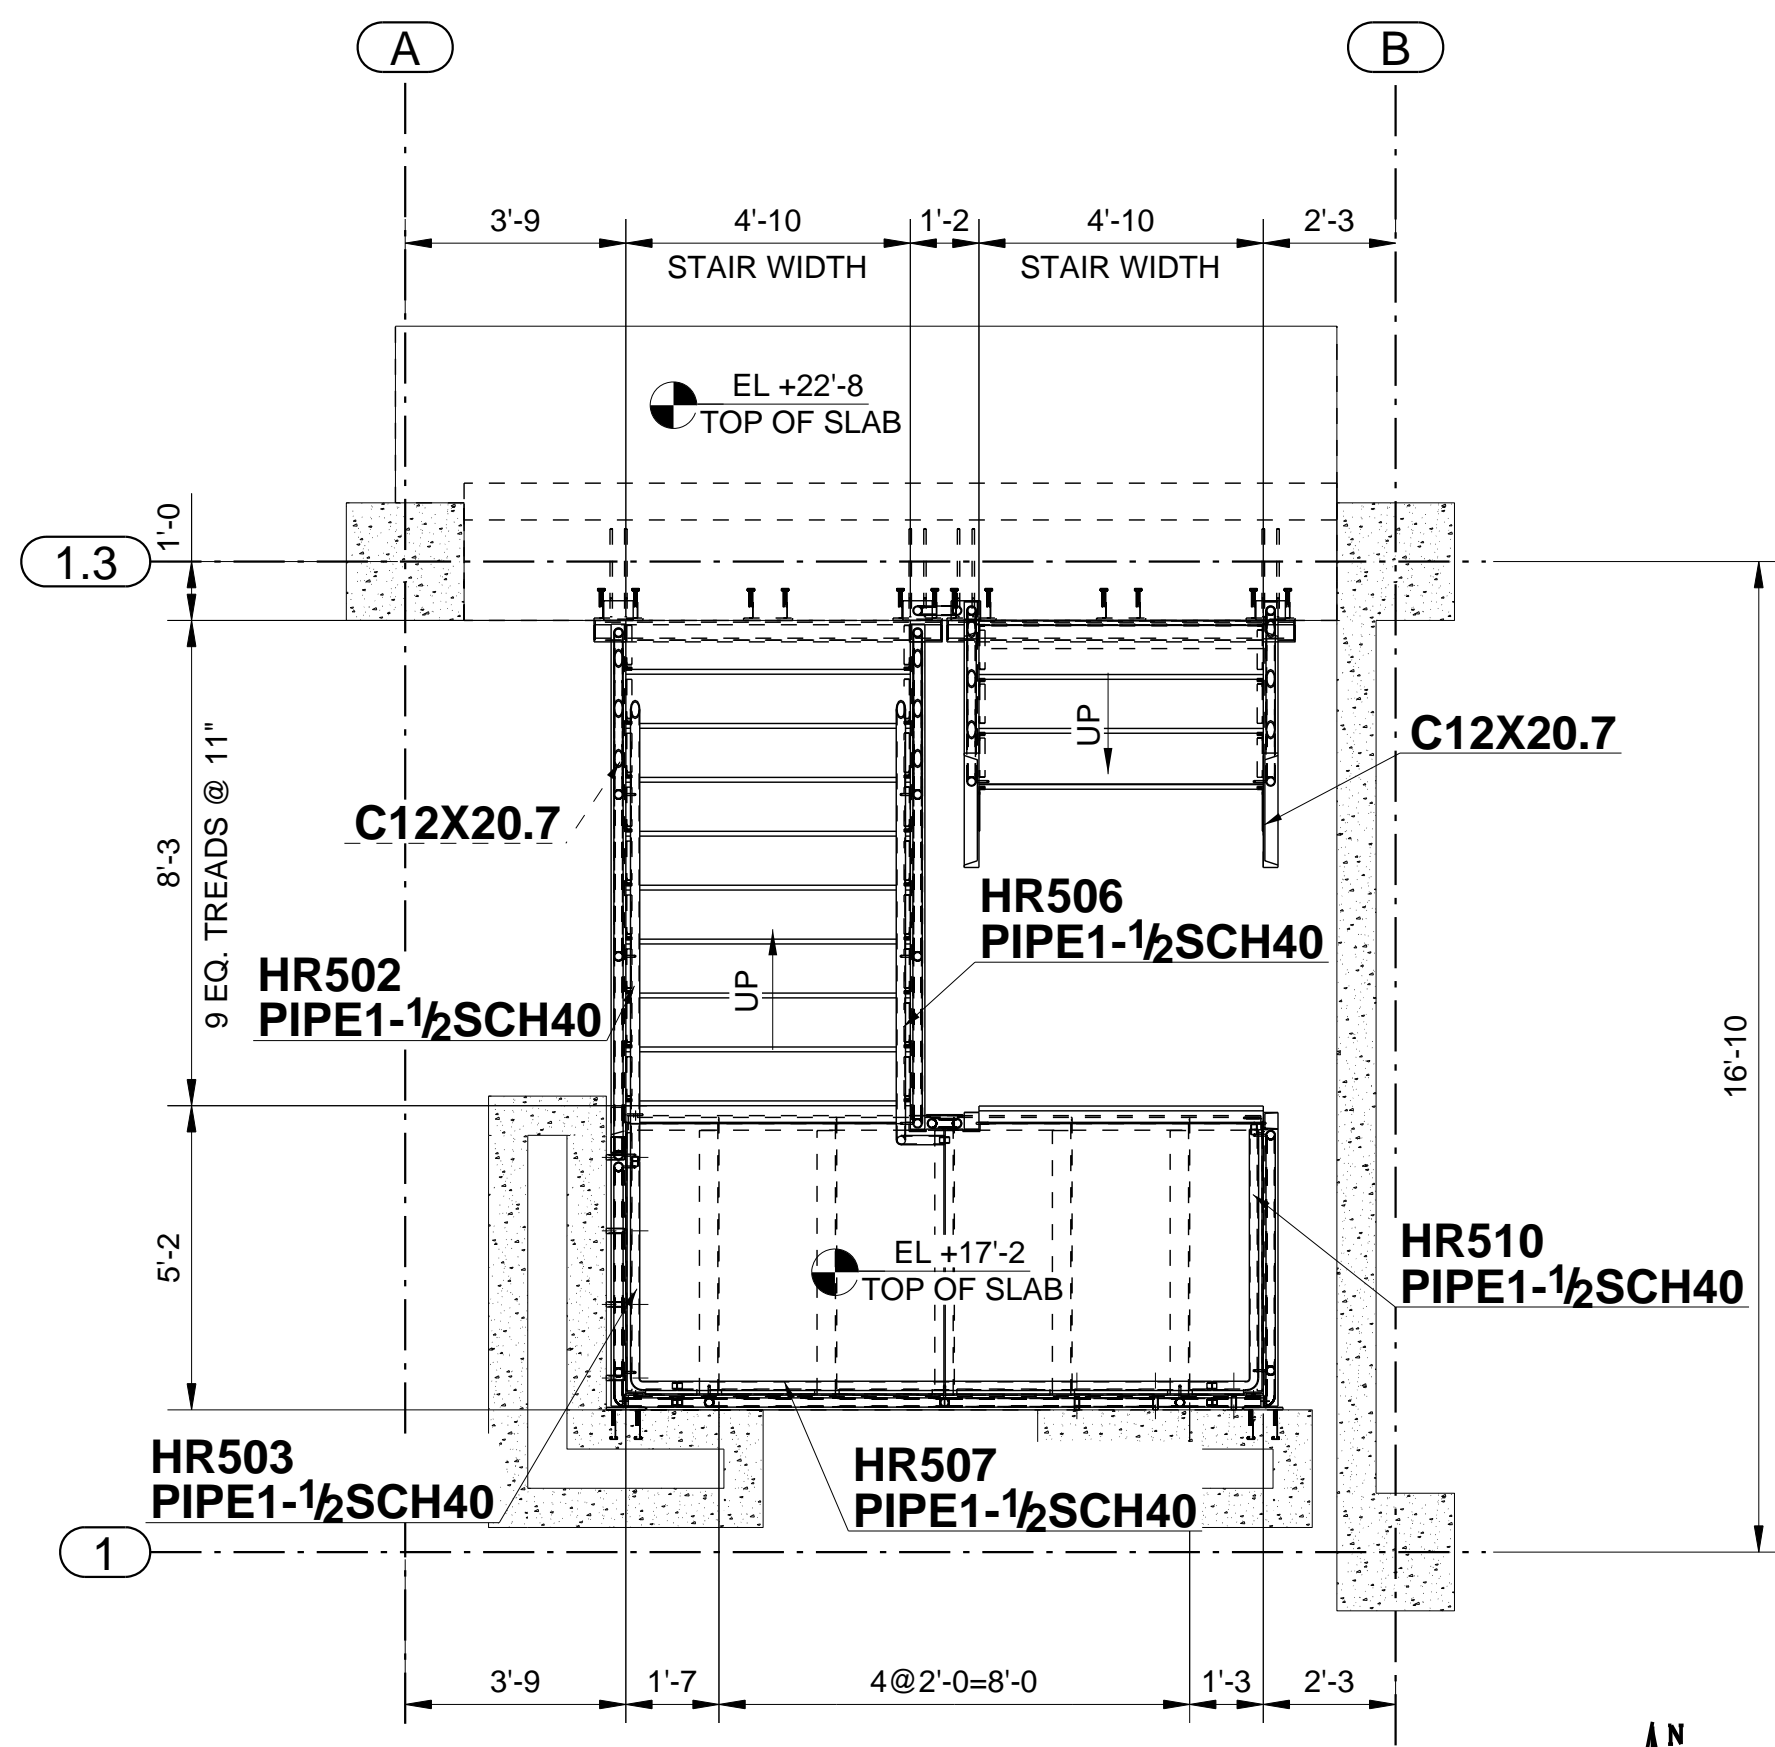 A
B
3'-9
4'-10
1'-2
4'-10
2'-3
STAIR WIDTH
STAIR WIDTH
EL +22'-8
TOP OF SLAB
1'-0
1.3
UP
C12X20.7
C12X20.7
8'-3
9 EQ. TREADS @ 11"
HR506
PIPE1-1/2SCH40
HR502
PIPE1-1/2SCH40
UP
16'-10
5'-2
EL +17'-2
TOP OF SLAB
HR510
PIPE1-1/2SCH40
HR503
PIPE1-1/2SCH40
HR507
PIPE1-1/2SCH40
1
3'-9
1'-7
4@2'-0=8'-0
1'-3
2'-3
N